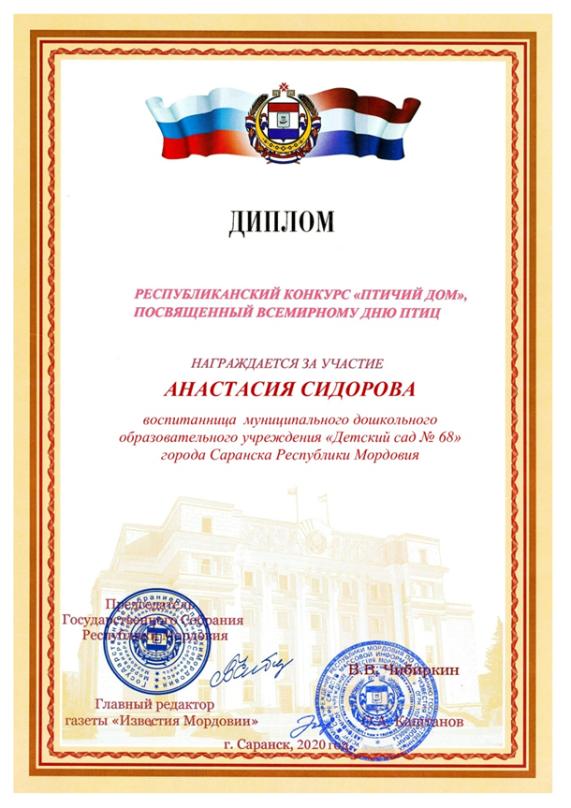 ДИПЛОМ
РЕСПУБЛИКАНСКИЙ КОНКУРС «ПТИЧИЙ ДОМ»,
ПОСВЯЩЕННЫЙ ВСЕМИРНОМУ ДНЮ ПТИЦ
НАГРАЖДАЕТСЯ ЗА УЧАСТИЕ
АНАСТАСИЯ СИДОРОВА
воспитанница муниципального дошкольного
образовательного учреждения «Детский сад № 68»
города Саранска Республики Мордовия
Председатель
Государственного Собрания
Республики Мордовия
В.В. Чибиркин
Главный редактор
газеты «Известия Мордовии»
г. Саранск, 2020 год